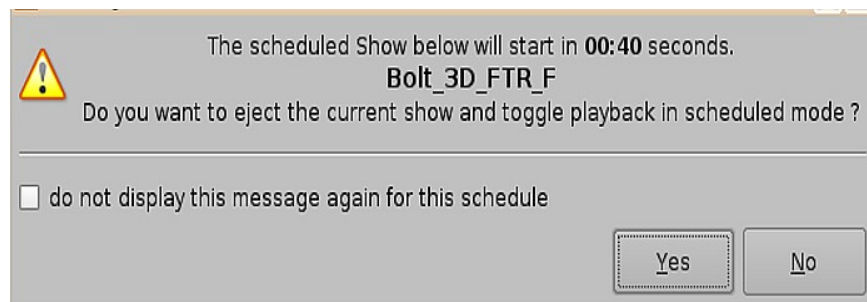 The scheduled Show below will start in 00:40 seconds.
Bolt_3D_FTR_F
Do you want to eject the current show and toggle playback in scheduled mode ?
do not display this message again for this schedule
Yes No